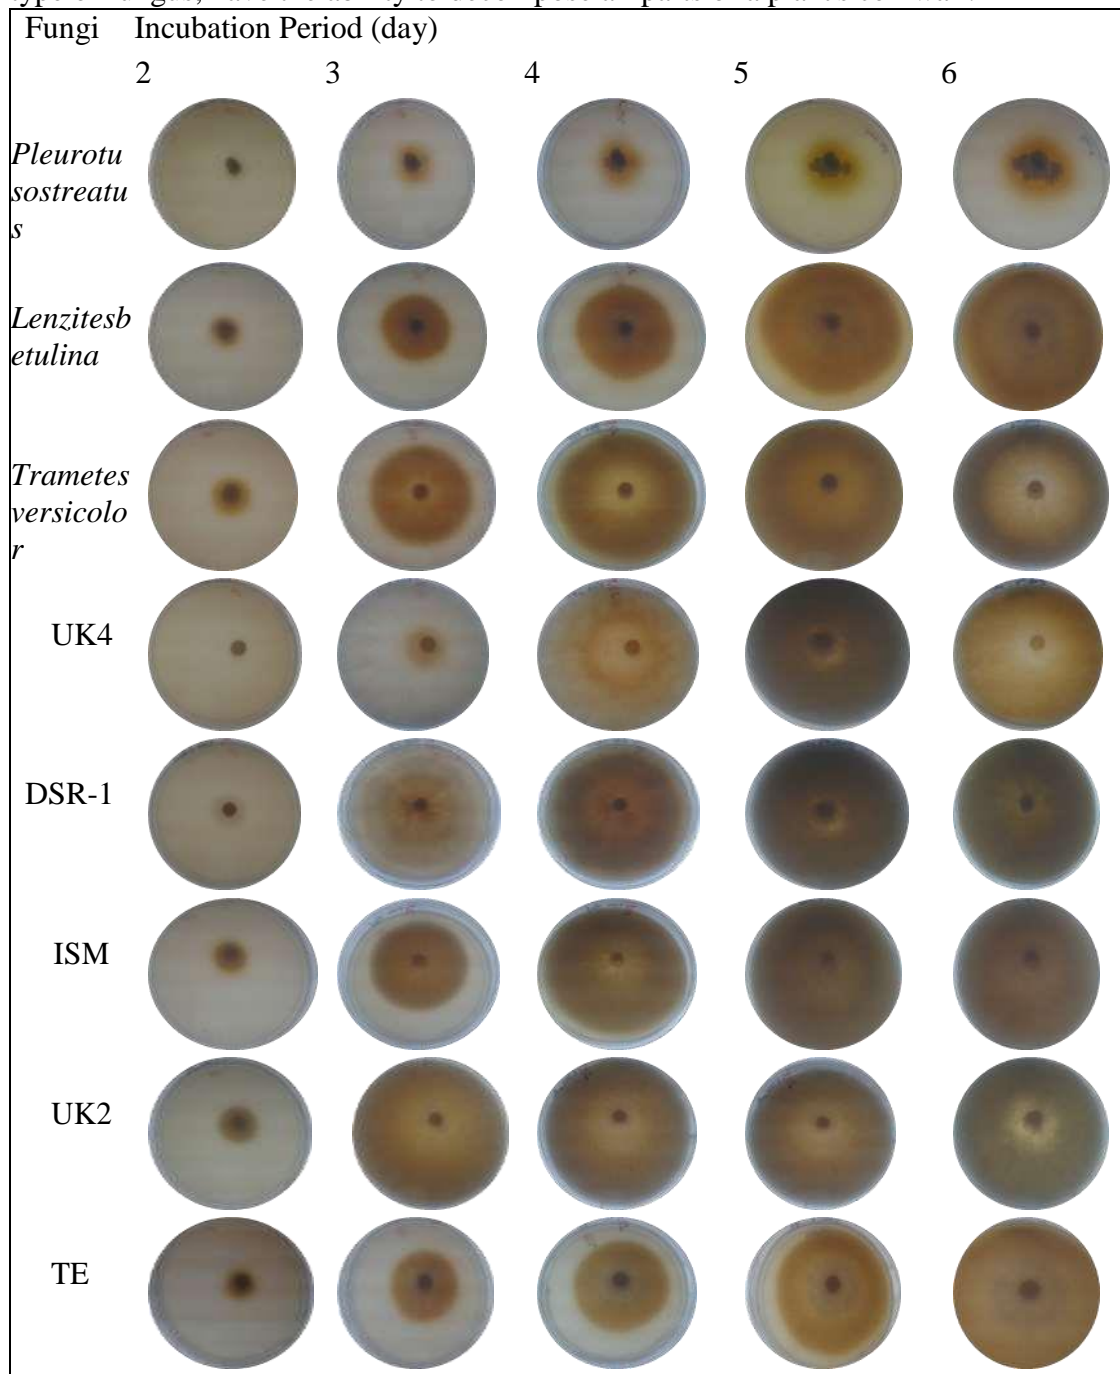 Fungi Incubation Period (day)
2 3 4 5 6
Pleurotu
sostreatu
s
Lenzitesb
etulina
Trametes
versicolo
r
UK4
DSR-1
ISM
UK2
TE